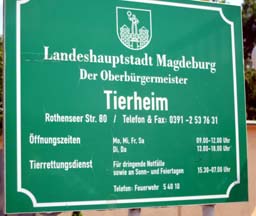 Landeshauptstadt Magdeburg
Der Oberbürgermeister
Tierheim
Rothenseer Str. 80 / Telefon & Fax: 0391 -2 53 76 31
Öffnungszeiten Mo, Mi, Fr, Sa 09.00-12.00 Uhr
Di, Do 13.00-18.00 Uhr
Tierrettungsdienst Für dringende Notfälle
sowie an Sonn- und Feiertagen 15.30-07.00 Uhr
Telefon: Feuerwehr 5 40 10